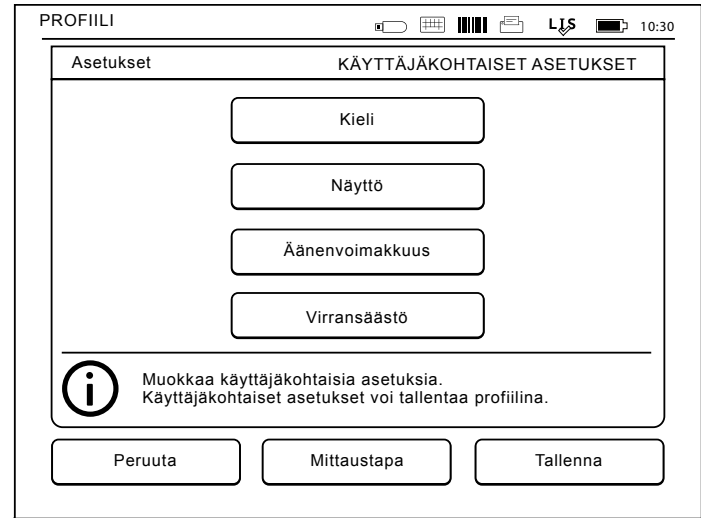 PROFIILI
LIS 10:30
Asetukset KÄYTTÄJÄKOHTAISET ASETUKSET
Kieli
Näyttö
Äänenvoimakkuus
Virransäästö
Muokkaa käyttäjäkohtaisia asetuksia.
Käyttäjäkohtaiset asetukset voi tallentaa profiilina.
Peruuta Mittaustapa Tallenna